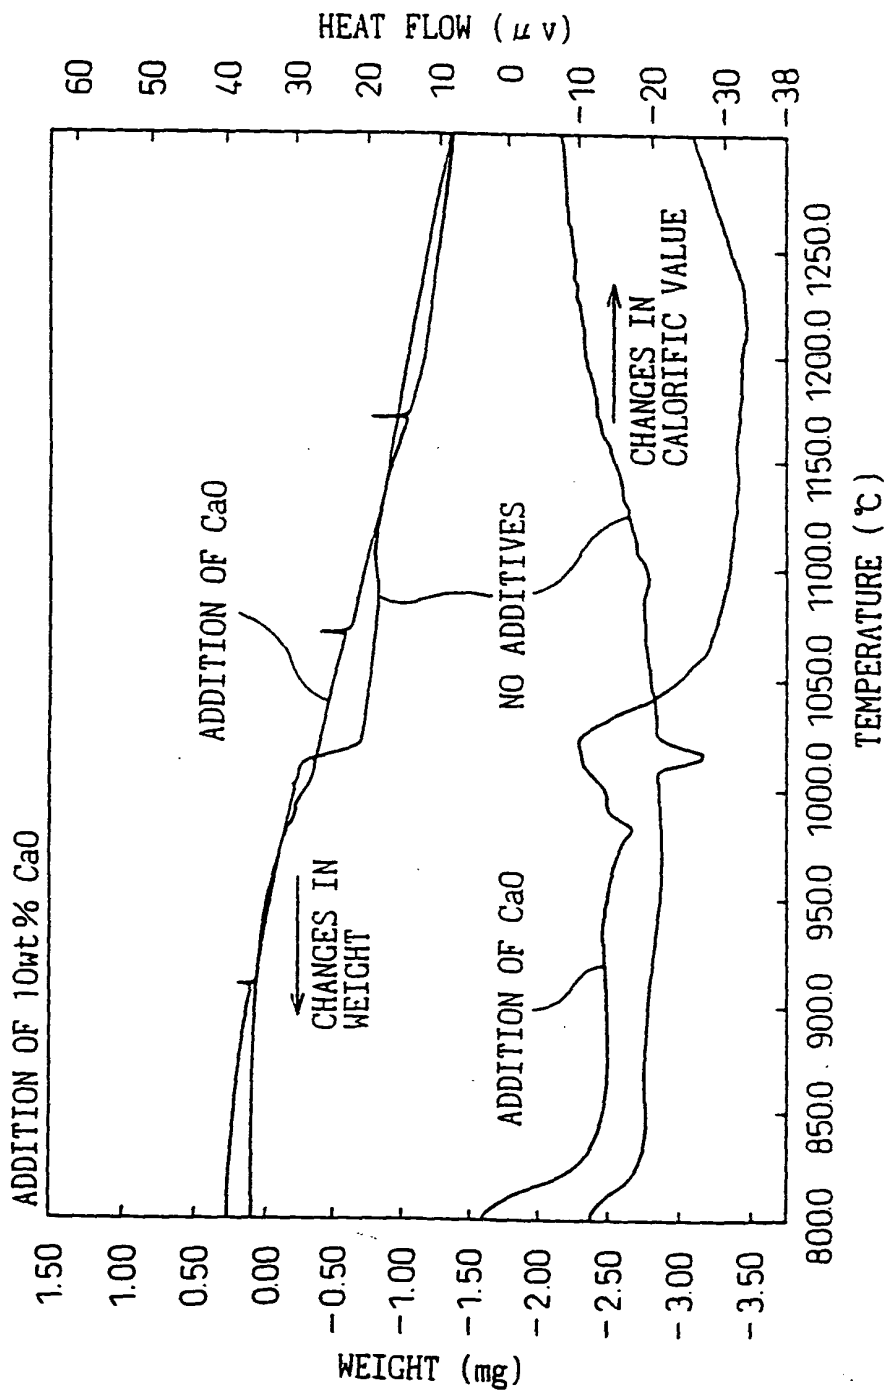 ADDITION OF 10wt% CaO
HEAT FLOW (μv)
60
50
40
30
20
10
0
-10
-20
-30
-38
1.50
1.00
0.50
0.00
-0.50
-1.00
-1.50
-2.00
-2.50
-3.00
-3.50
WEIGHT (mg)
ADDITION OF CaO
CHANGES IN
WEIGHT
NO ADDITIVES
ADDITION OF CaO
CHANGES IN
CALORIFIC VALUE
800.0
850.0
900.0
950.0
1000.0
1050.0
1100.0
1150.0
1200.0
1250.0
TEMPERATURE (℃)